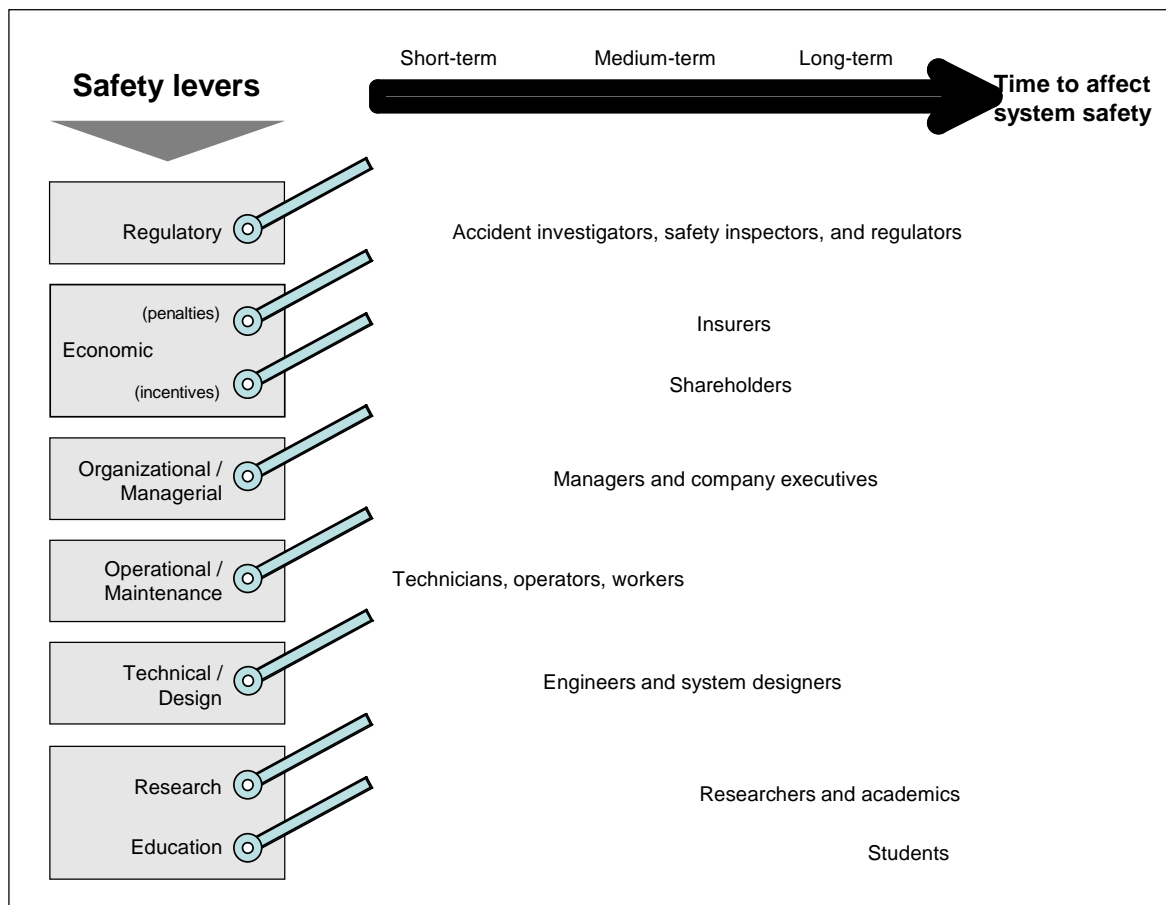 Safety levers
Short-term
Medium-term
Long-term
Time to affect
system safety
Regulatory
Accident investigators, safety inspectors, and regulators
(penalties)
Economic
(incentives)
Insurers
Shareholders
Organizational /
Managerial
Managers and company executives
Operational /
Maintenance
Technicians, operators, workers
Technical /
Design
Engineers and system designers
Research
Researchers and academics
Education
Students